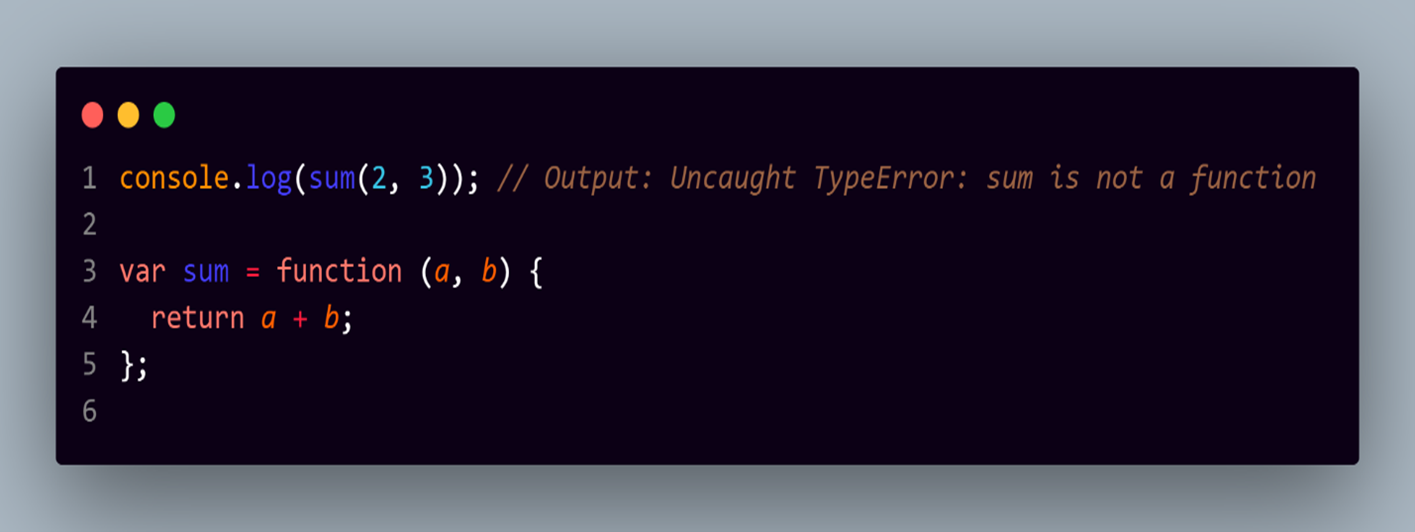 1 console.log(sum(2, 3)); // Output: Uncaught TypeError: sum is not a function
2
3 var sum = function (a, b) {
4   return a + b;
5 };
6